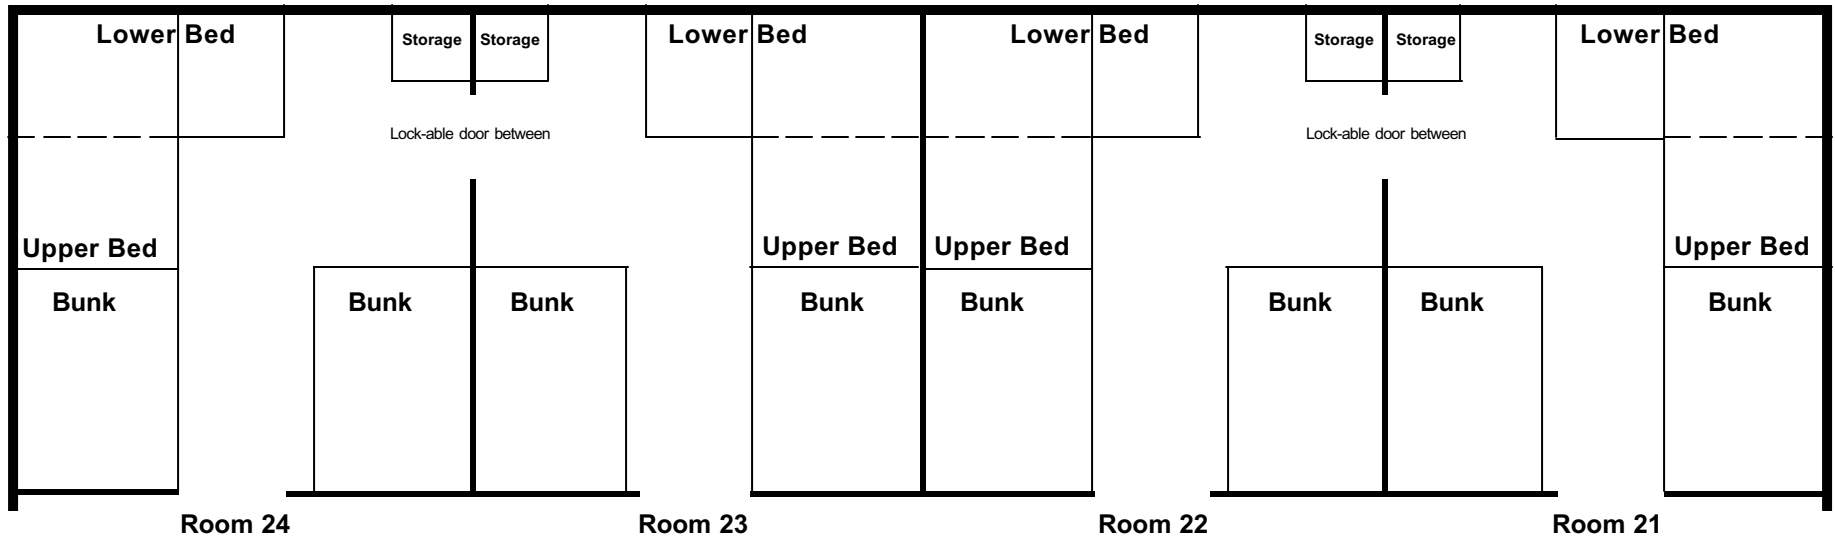 Lower Bed Storage Storage Lower Bed Lower Bed Storage Storage Lower Bed
Lock-able door between Lock-able door between
Upper Bed Upper Bed Upper Bed Upper Bed
Bunk Bunk Bunk Bunk Bunk Bunk Bunk Bunk
Room 24 Room 23 Room 22 Room 21